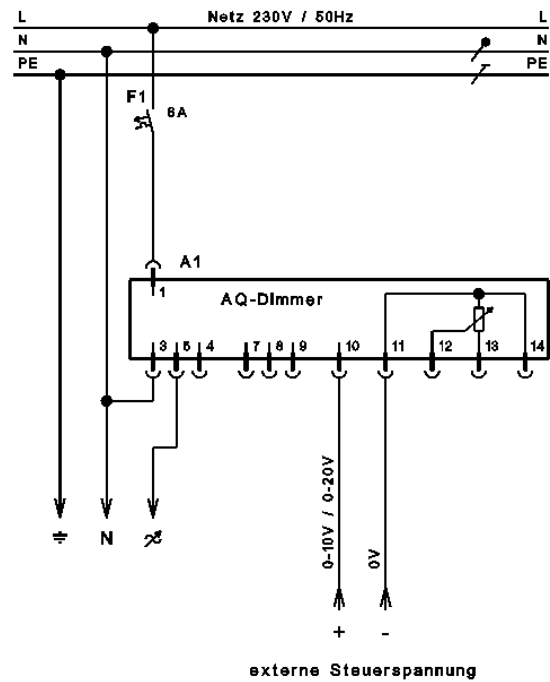 L Netz 230V / 50Hz L
N N
PE PE
F1
6A
A1
1
AQ-Dimmer
3 5 4 7 8 9 10 11 12 13 14
0-10V / 0-20V
0V
N
+ -
externe Steuerspannung